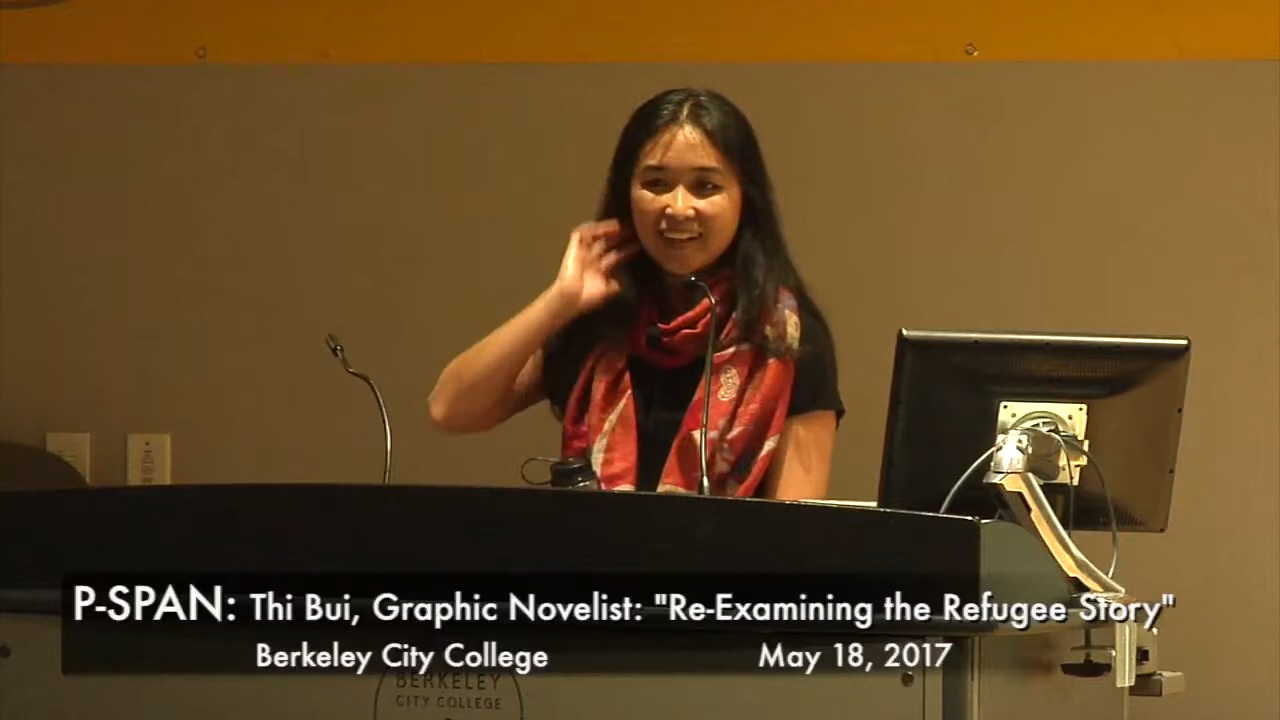 P-SPAN: Thi Bui, Graphic Novelist: "Re-Examining the Refugee Story"
Berkeley City College May 18, 2017
BERKELEY
CITY COLLEGE